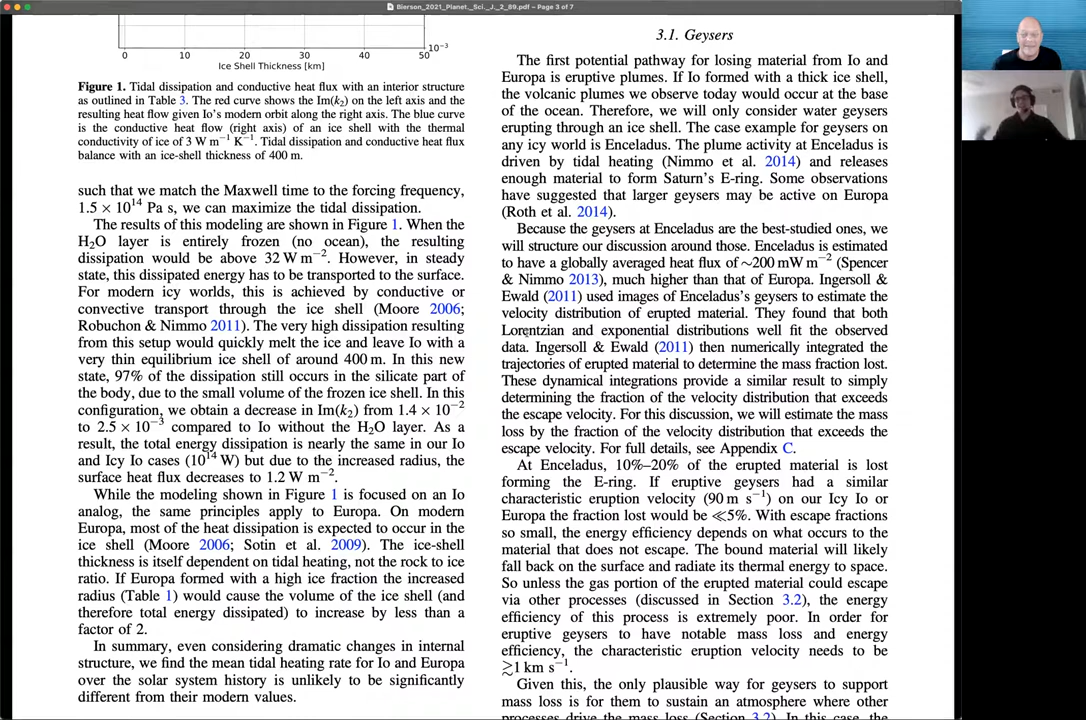 Bierson_2021_Planet._Sci._J._2_89.pdf – Page 3 of 7
0 10 20 30 40 50
10⁻³
Ice Shell Thickness [km]
Figure 1. Tidal dissipation and conductive heat flux with an interior structure
as outlined in Table 3. The red curve shows the Im(k₂) on the left axis and the
resulting heat flow given Io's modern orbit along the right axis. The blue curve
is the conductive heat flow (right axis) of an ice shell with the thermal
conductivity of ice of 3 W m⁻¹ K⁻¹. Tidal dissipation and conductive heat flux
balance with an ice-shell thickness of 400 m.
such that we match the Maxwell time to the forcing frequency,
1.5 × 10¹⁴ Pa s, we can maximize the tidal dissipation.
The results of this modeling are shown in Figure 1. When the
H₂O layer is entirely frozen (no ocean), the resulting
dissipation would be above 32 W m⁻². However, in steady
state, this dissipated energy has to be transported to the surface.
For modern icy worlds, this is achieved by conductive or
convective transport through the ice shell (Moore 2006;
Robuchon & Nimmo 2011). The very high dissipation resulting
from this setup would quickly melt the ice and leave Io with a
very thin equilibrium ice shell of around 400 m. In this new
state, 97% of the dissipation still occurs in the silicate part of
the body, due to the small volume of the frozen ice shell. In this
configuration, we obtain a decrease in Im(k₂) from 1.4 × 10⁻²
to 2.5 × 10⁻³ compared to Io without the H₂O layer. As a
result, the total energy dissipation is nearly the same in our Io
and Icy Io cases (10¹⁴ W) but due to the increased radius, the
surface heat flux decreases to 1.2 W m⁻².
While the modeling shown in Figure 1 is focused on an Io
analog, the same principles apply to Europa. On modern
Europa, most of the heat dissipation is expected to occur in the
ice shell (Moore 2006; Sotin et al. 2009). The ice-shell
thickness is itself dependent on tidal heating, not the rock to ice
ratio. If Europa formed with a high ice fraction the increased
radius (Table 1) would cause the volume of the ice shell (and
therefore total energy dissipated) to increase by less than a
factor of 2.
In summary, even considering dramatic changes in internal
structure, we find the mean tidal heating rate for Io and Europa
over the solar system history is unlikely to be significantly
different from their modern values.
3.1. Geysers
The first potential pathway for losing material from Io and
Europa is eruptive plumes. If Io formed with a thick ice shell,
the volcanic plumes we observe today would occur at the base
of the ocean. Therefore, we will only consider water geysers
erupting through an ice shell. The case example for geysers on
any icy world is Enceladus. The plume activity at Enceladus is
driven by tidal heating (Nimmo et al. 2014) and releases
enough material to form Saturn's E-ring. Some observations
have suggested that larger geysers may be active on Europa
(Roth et al. 2014).
Because the geysers at Enceladus are the best-studied ones, we
will structure our discussion around those. Enceladus is estimated
to have a globally averaged heat flux of ∼200 mW m⁻² (Spencer
& Nimmo 2013), much higher than that of Europa. Ingersoll &
Ewald (2011) used images of Enceladus's geysers to estimate the
velocity distribution of erupted material. They found that both
Lorentzian and exponential distributions well fit the observed
data. Ingersoll & Ewald (2011) then numerically integrated the
trajectories of erupted material to determine the mass fraction lost.
These dynamical integrations provide a similar result to simply
determining the fraction of the velocity distribution that exceeds
the escape velocity. For this discussion, we will estimate the mass
loss by the fraction of the velocity distribution that exceeds the
escape velocity. For full details, see Appendix C.
At Enceladus, 10%–20% of the erupted material is lost
forming the E-ring. If eruptive geysers had a similar
characteristic eruption velocity (90 m s⁻¹) on our Icy Io or
Europa the fraction lost would be ≪5%. With escape fractions
so small, the energy efficiency depends on what occurs to the
material that does not escape. The bound material will likely
fall back on the surface and radiate its thermal energy to space.
So unless the gas portion of the erupted material could escape
via other processes (discussed in Section 3.2), the energy
efficiency of this process is extremely poor. In order for
eruptive geysers to have notable mass loss and energy
efficiency, the characteristic eruption velocity needs to be
≳1 km s⁻¹.
Given this, the only plausible way for geysers to support
mass loss is for them to sustain an atmosphere where other
processes drive the mass loss (Section 3.2). In this case, the